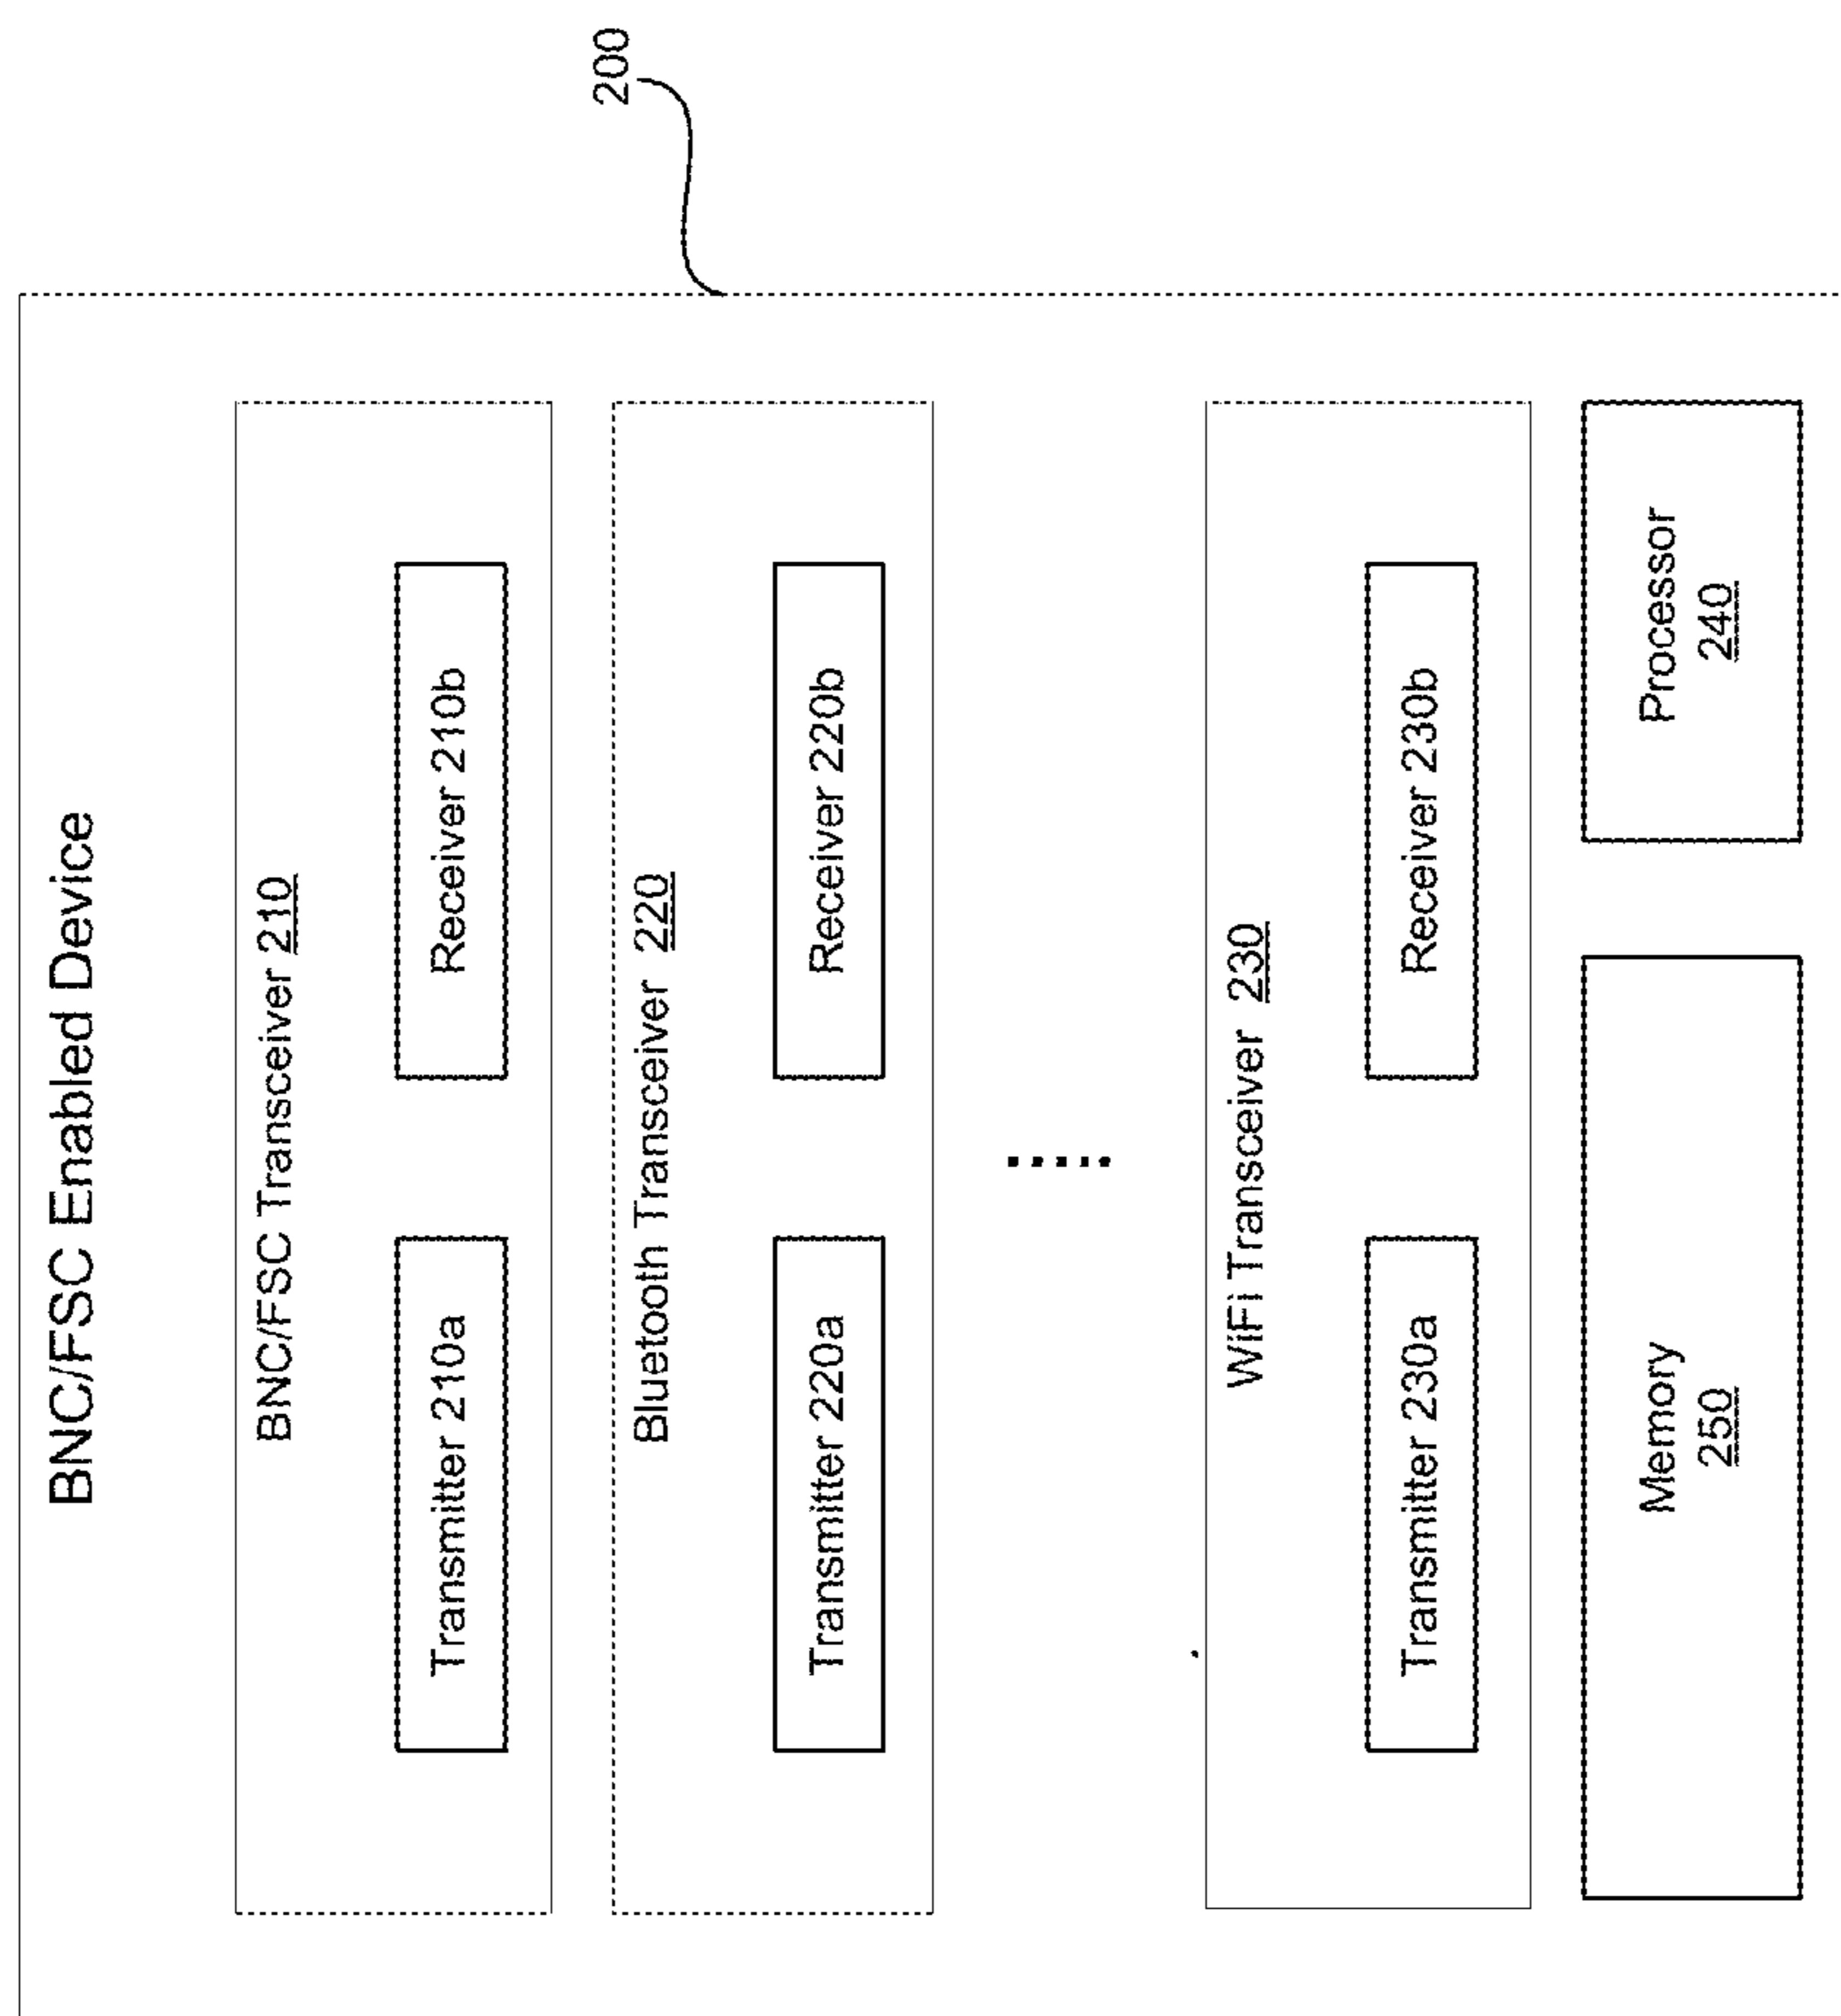 BNC/FSC Enabled Device
200
BNC/FSC Transceiver 210
Transmitter 210a
Receiver 210b
Bluetooth Transceiver 220
Transmitter 220a
Receiver 220b
.....
WiFi Transceiver 230
Transmitter 230a
Receiver 230b
Memory
250
Processor
240